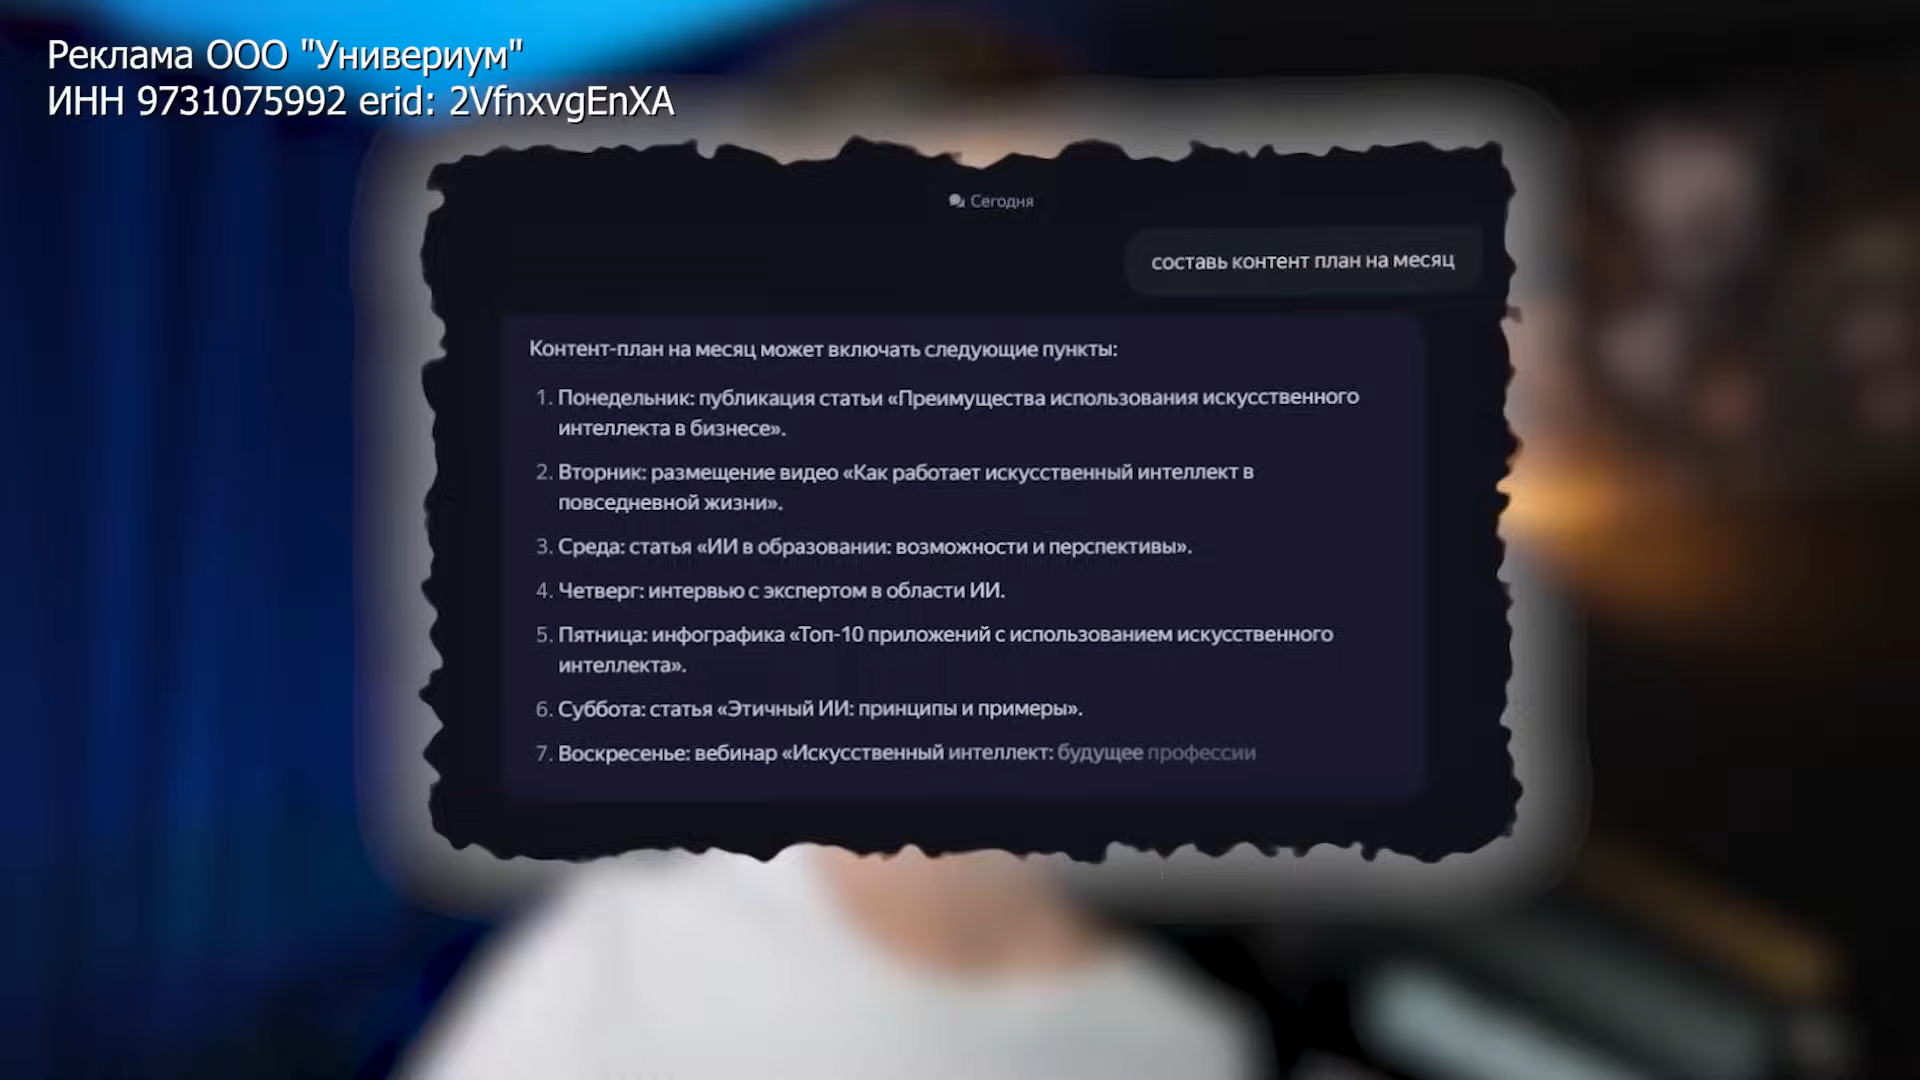 Реклама ООО "Универиум"
ИНН 9731075992 erid: 2VfnxvgEnXA
Сегодня
составь контент план на месяц
Контент-план на месяц может включать следующие пункты:
1. Понедельник: публикация статьи «Преимущества использования искусственного
интеллекта в бизнесе».
2. Вторник: размещение видео «Как работает искусственный интеллект в
повседневной жизни».
3. Среда: статья «ИИ в образовании: возможности и перспективы».
4. Четверг: интервью с экспертом в области ИИ.
5. Пятница: инфографика «Топ-10 приложений с использованием искусственного
интеллекта».
6. Суббота: статья «Этичный ИИ: принципы и примеры».
7. Воскресенье: вебинар «Искусственный интеллект: будущее профессии